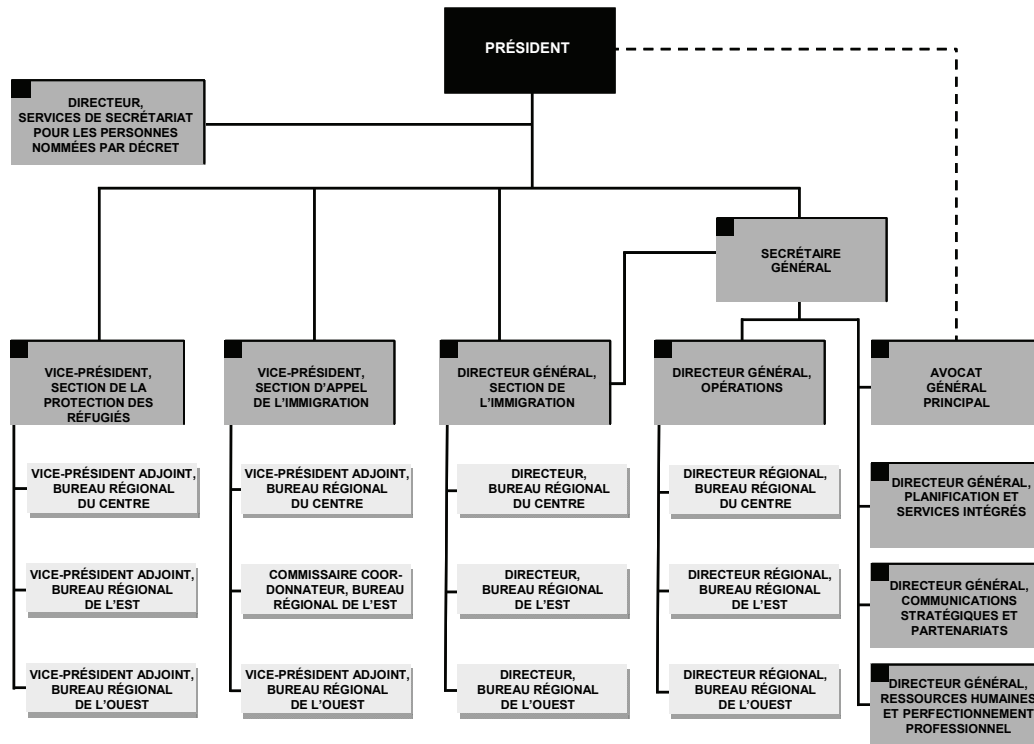 PRÉSIDENT
DIRECTEUR,
SERVICES DE SECRÉTARIAT
POUR LES PERSONNES
NOMMÉES PAR DÉCRET
SECRÉTAIRE
GÉNÉRAL
VICE-PRÉSIDENT,
SECTION DE LA
PROTECTION DES
RÉFUGIÉS
VICE-PRÉSIDENT,
SECTION D'APPEL
DE L'IMMIGRATION
DIRECTEUR GÉNÉRAL,
SECTION DE
L'IMMIGRATION
DIRECTEUR GÉNÉRAL,
OPÉRATIONS
AVOCAT
GÉNÉRAL
PRINCIPAL
VICE-PRÉSIDENT ADJOINT,
BUREAU RÉGIONAL
DU CENTRE
VICE-PRÉSIDENT ADJOINT,
BUREAU RÉGIONAL
DU CENTRE
DIRECTEUR,
BUREAU RÉGIONAL
DU CENTRE
DIRECTEUR RÉGIONAL,
BUREAU RÉGIONAL
DU CENTRE
DIRECTEUR GÉNÉRAL,
PLANIFICATION ET
SERVICES INTÉGRÉS
VICE-PRÉSIDENT ADJOINT,
BUREAU RÉGIONAL
DE L'EST
COMMISSAIRE COOR-
DONNATEUR, BUREAU
RÉGIONAL DE L'EST
DIRECTEUR,
BUREAU RÉGIONAL
DE L'EST
DIRECTEUR RÉGIONAL,
BUREAU RÉGIONAL
DE L'EST
DIRECTEUR GÉNÉRAL,
COMMUNICATIONS
STRATÉGIQUES ET
PARTENARIATS
VICE-PRÉSIDENT ADJOINT,
BUREAU RÉGIONAL
DE L'OUEST
VICE-PRÉSIDENT ADJOINT,
BUREAU RÉGIONAL
DE L'OUEST
DIRECTEUR,
BUREAU RÉGIONAL
DE L'OUEST
DIRECTEUR RÉGIONAL,
BUREAU RÉGIONAL
DE L'OUEST
DIRECTEUR GÉNÉRAL,
RESSOURCES HUMAINES
ET PERFECTIONNEMENT
PROFESSIONNEL